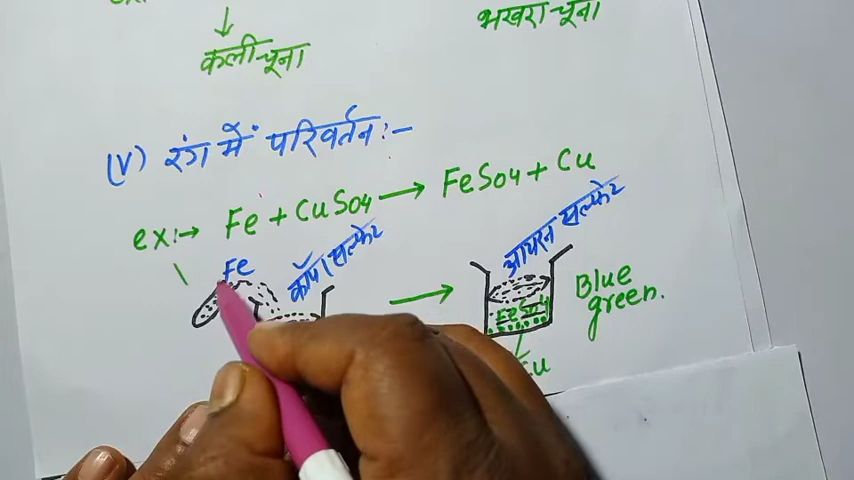 कली चूना
भखरा चूना
(V) रंग में परिवर्तन :-
ex:→ Fe + CuSO4 → FeSO4 + Cu
Fe
कॉपर सल्फेट
→
आयरन सल्फेट
FeSO4
Blue
green.
Cu